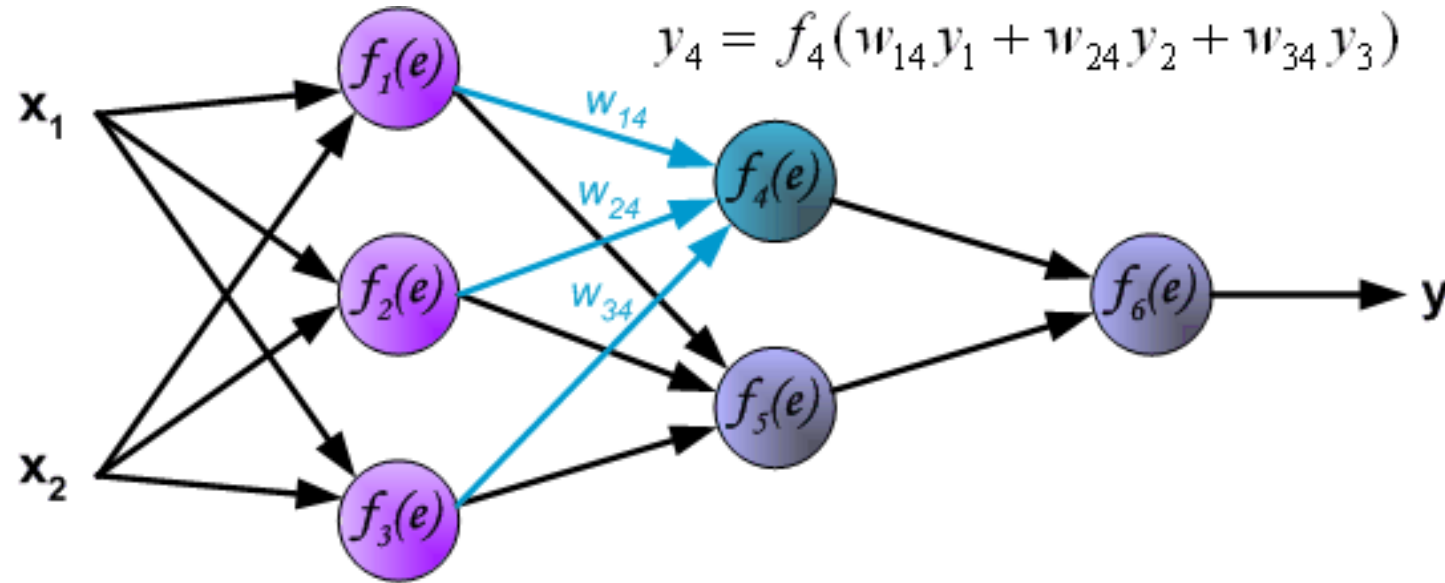 y₄ = f₄(w₁₄y₁ + w₂₄y₂ + w₃₄y₃)
f₁(e)
x₁
w₁₄
f₄(e)
w₂₄
f₂(e)
w₃₄
f₆(e)
y
f₅(e)
x₂
f₃(e)